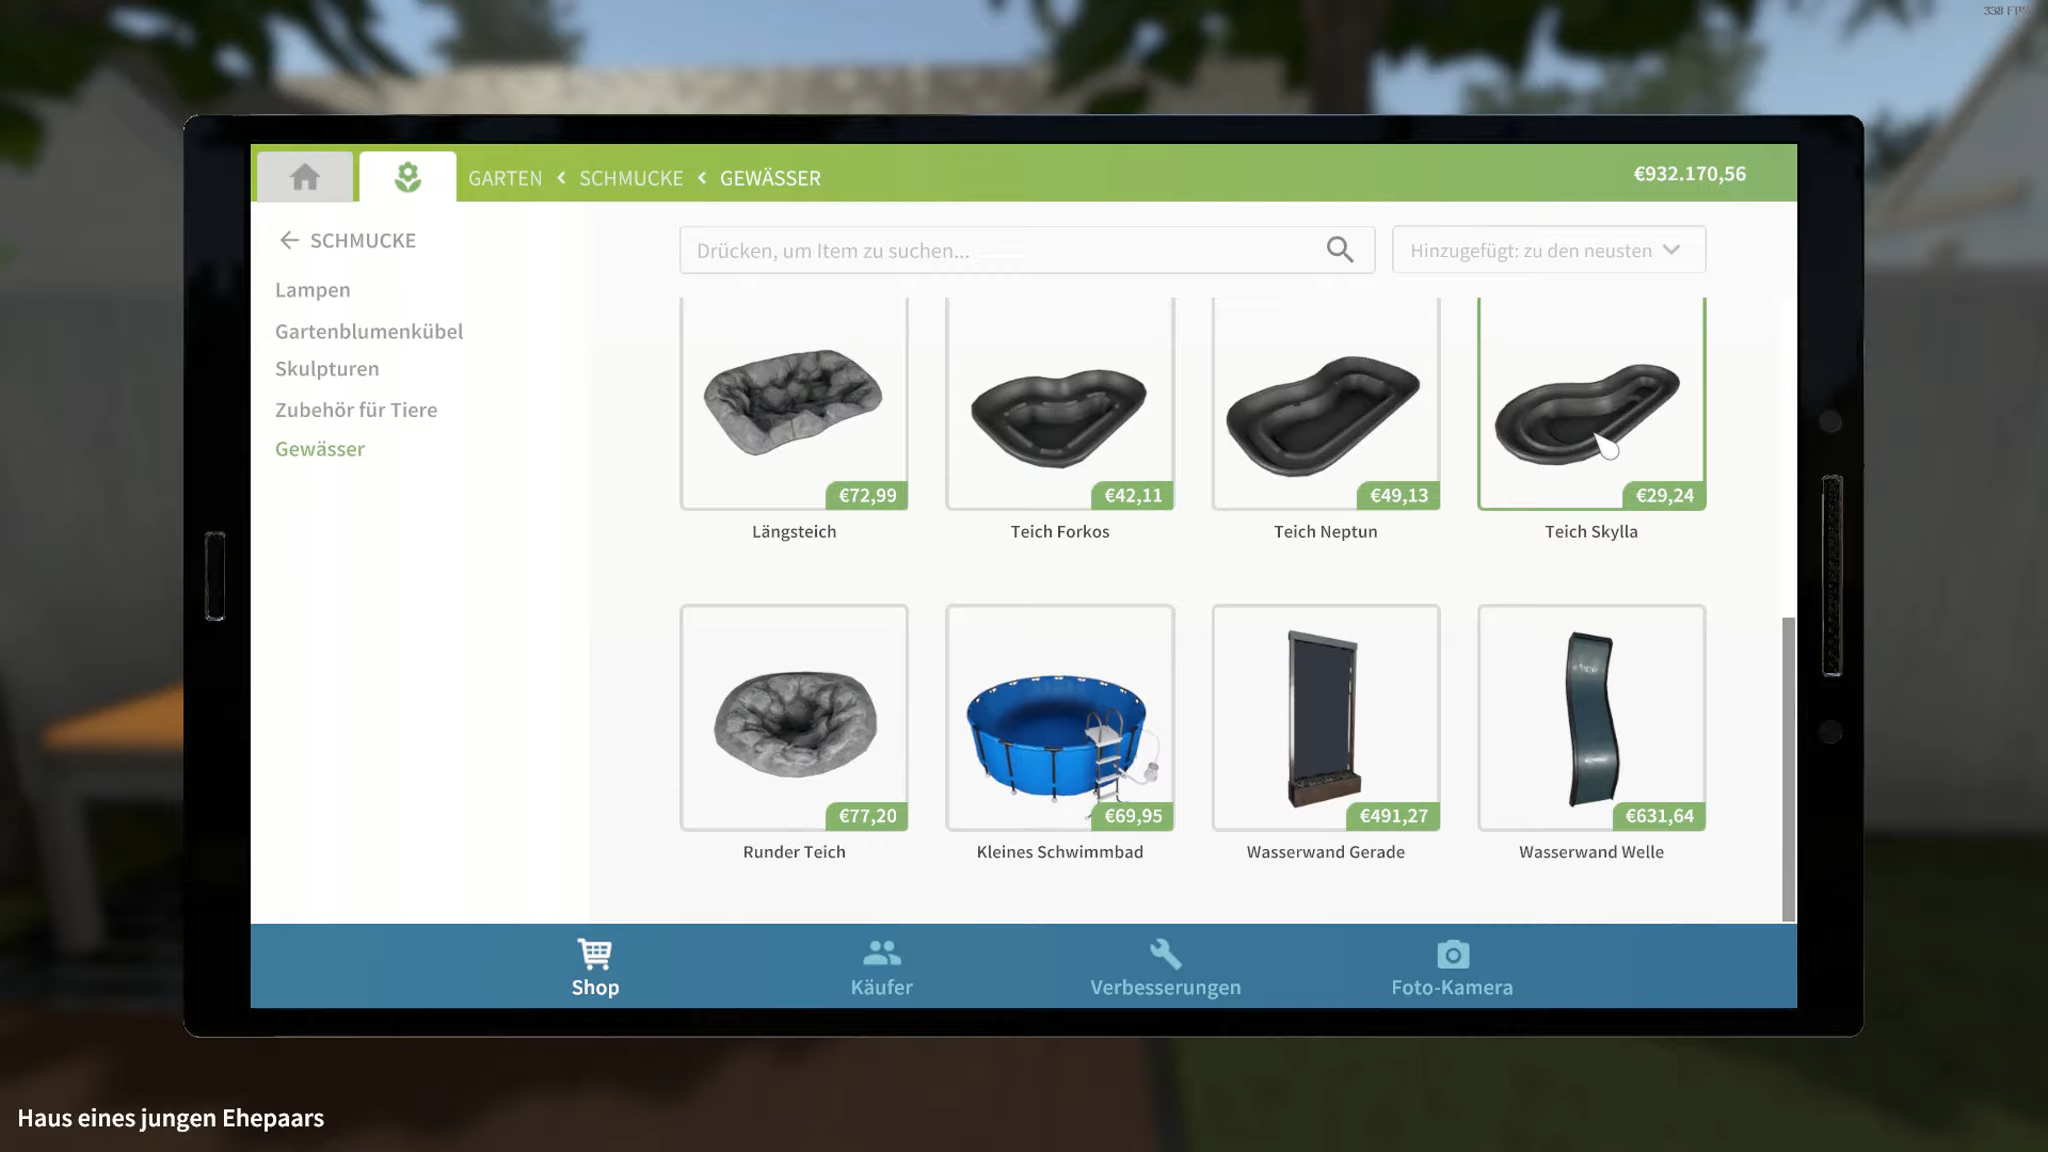 338 FPS
GARTEN < SCHMUCKE < GEWÄSSER
€932.170,56
SCHMUCKE
Drücken, um Item zu suchen...
Hinzugefügt: zu den neusten
Lampen
Gartenblumenkübel
Skulpturen
Zubehör für Tiere
Gewässer
€72,99
€42,11
€49,13
€29,24
Längsteich
Teich Forkos
Teich Neptun
Teich Skylla
€77,20
€69,95
€491,27
€631,64
Runder Teich
Kleines Schwimmbad
Wasserwand Gerade
Wasserwand Welle
Shop
Käufer
Verbesserungen
Foto-Kamera
Haus eines jungen Ehepaars